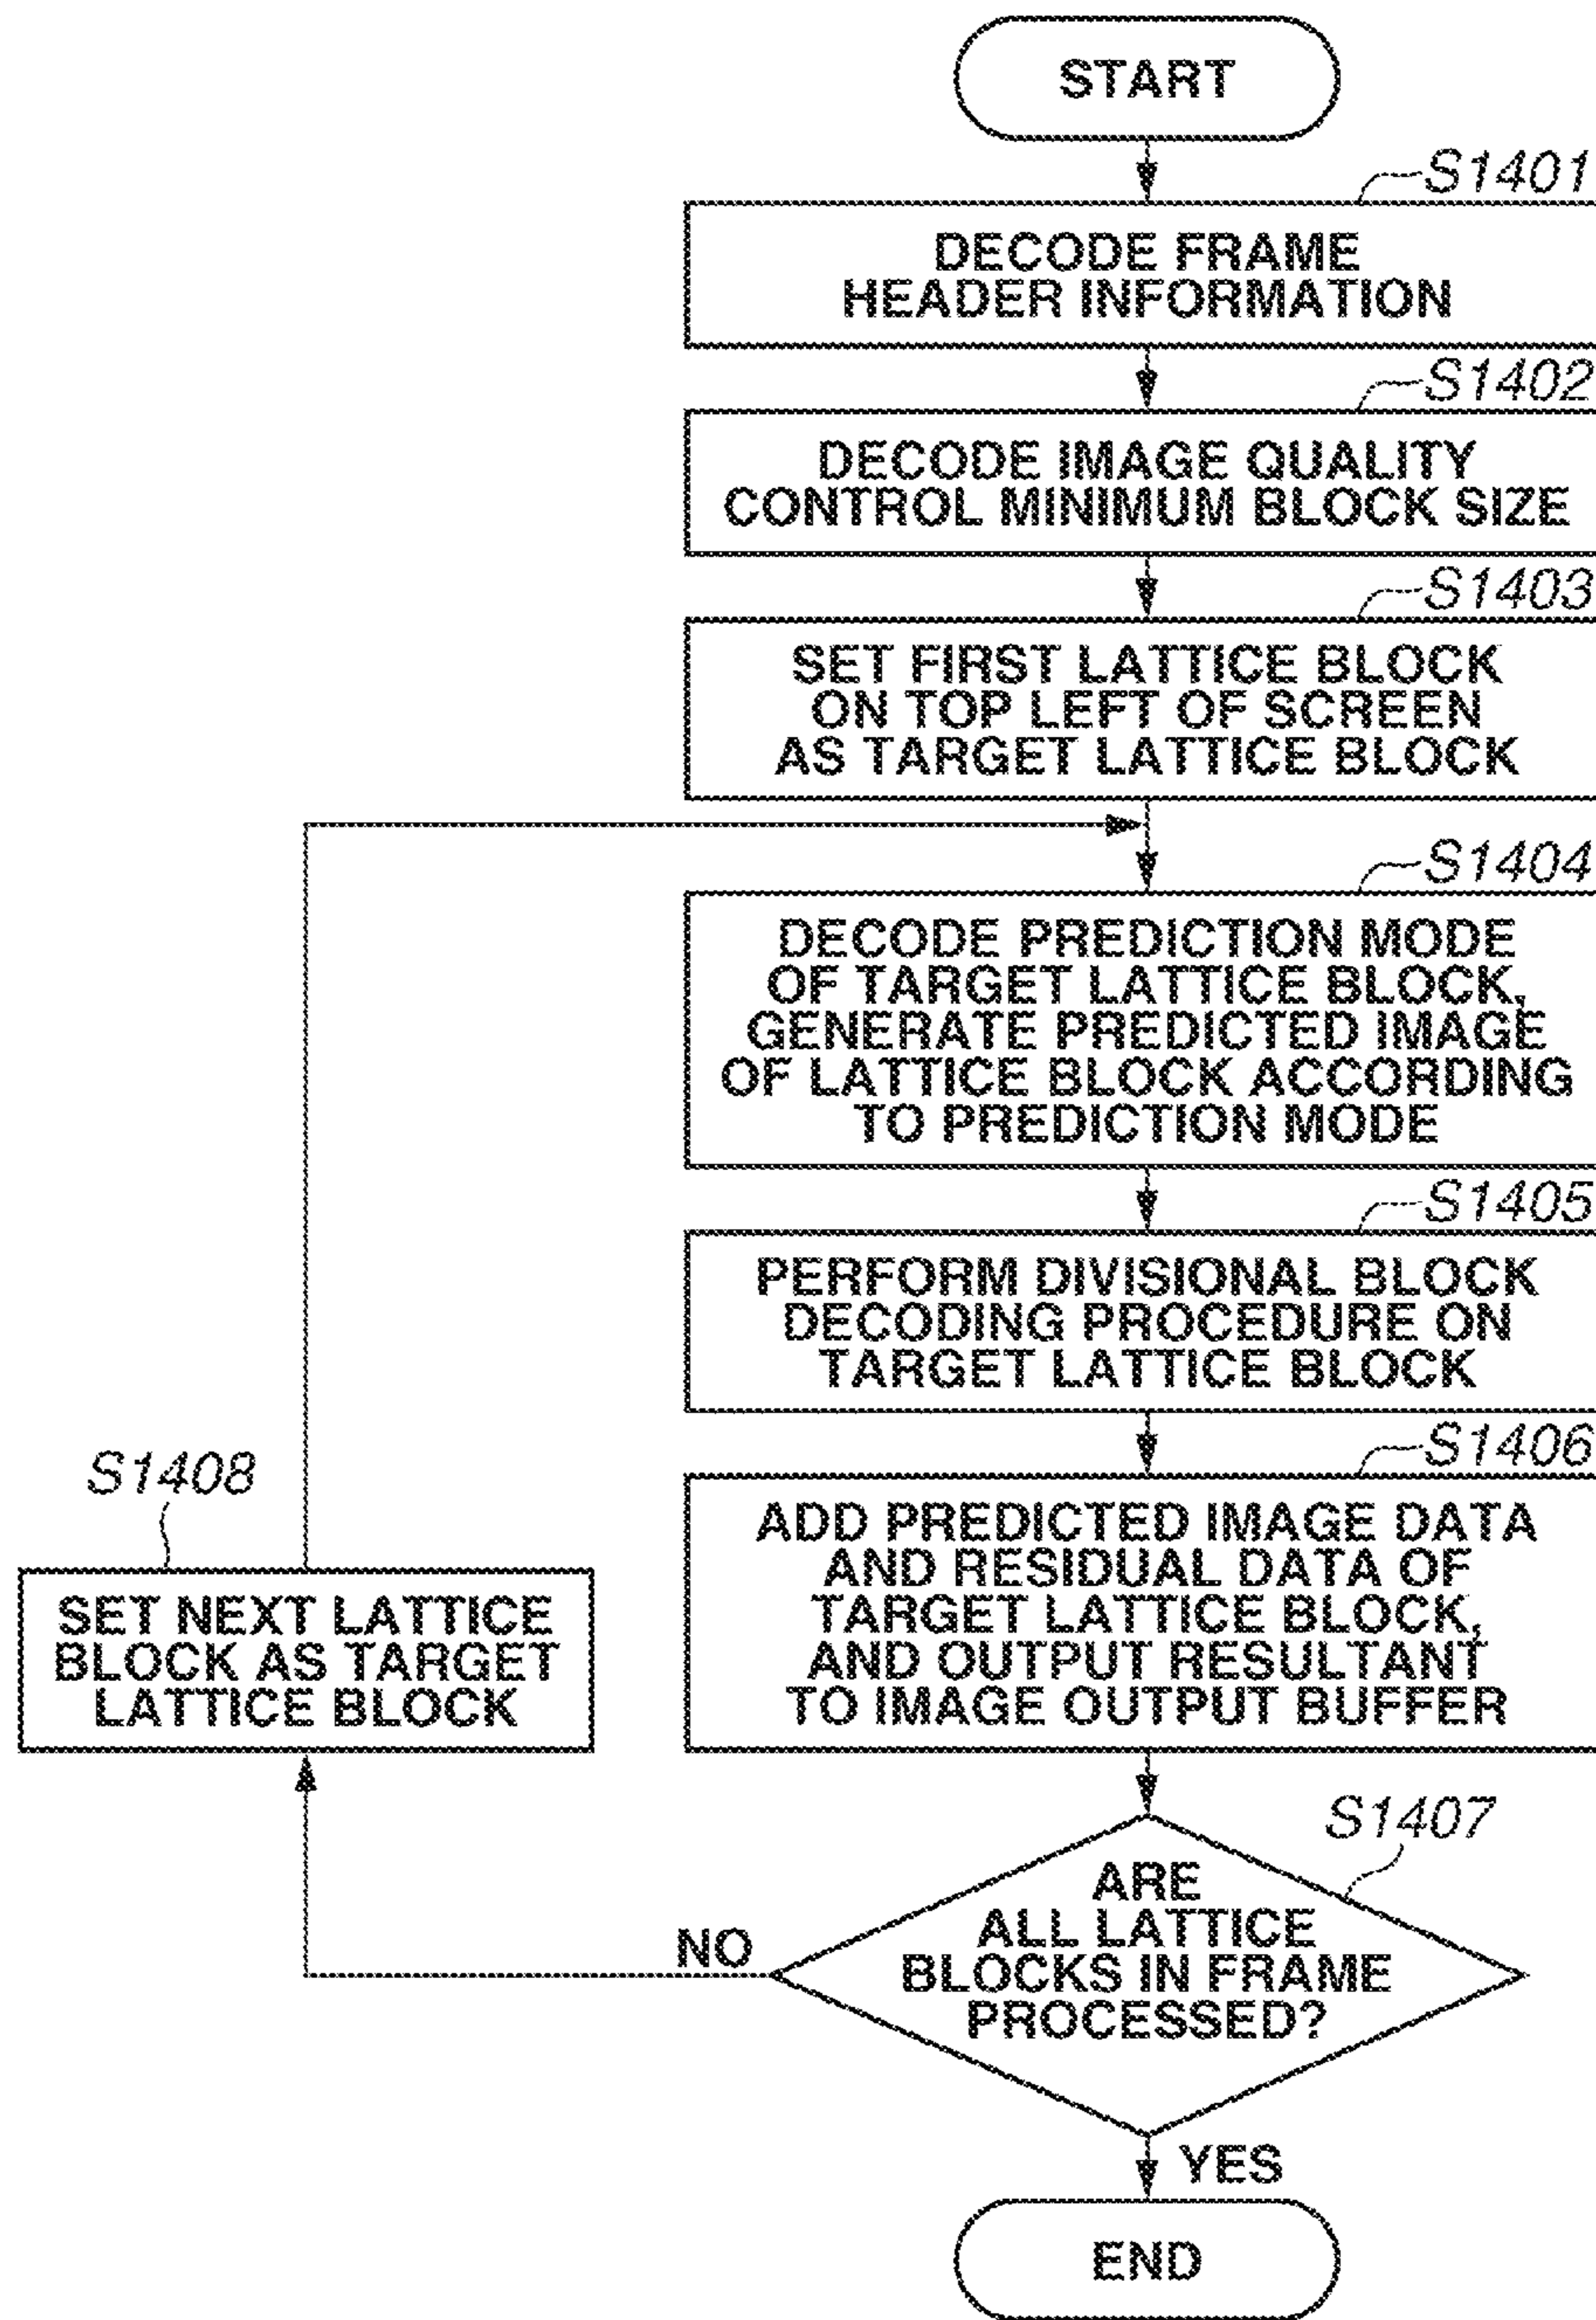 START
S1401
DECODE FRAME
HEADER INFORMATION
S1402
DECODE IMAGE QUALITY
CONTROL MINIMUM BLOCK SIZE
S1403
SET FIRST LATTICE BLOCK
ON TOP LEFT OF SCREEN
AS TARGET LATTICE BLOCK
S1404
DECODE PREDICTION MODE
OF TARGET LATTICE BLOCK,
GENERATE PREDICTED IMAGE
OF LATTICE BLOCK ACCORDING
TO PREDICTION MODE
S1405
PERFORM DIVISIONAL BLOCK
DECODING PROCEDURE ON
TARGET LATTICE BLOCK
S1406
ADD PREDICTED IMAGE DATA
AND RESIDUAL DATA OF
TARGET LATTICE BLOCK,
AND OUTPUT RESULTANT
TO IMAGE OUTPUT BUFFER
S1408
SET NEXT LATTICE
BLOCK AS TARGET
LATTICE BLOCK
S1407
ARE
ALL LATTICE
BLOCKS IN FRAME
PROCESSED?
NO
YES
END